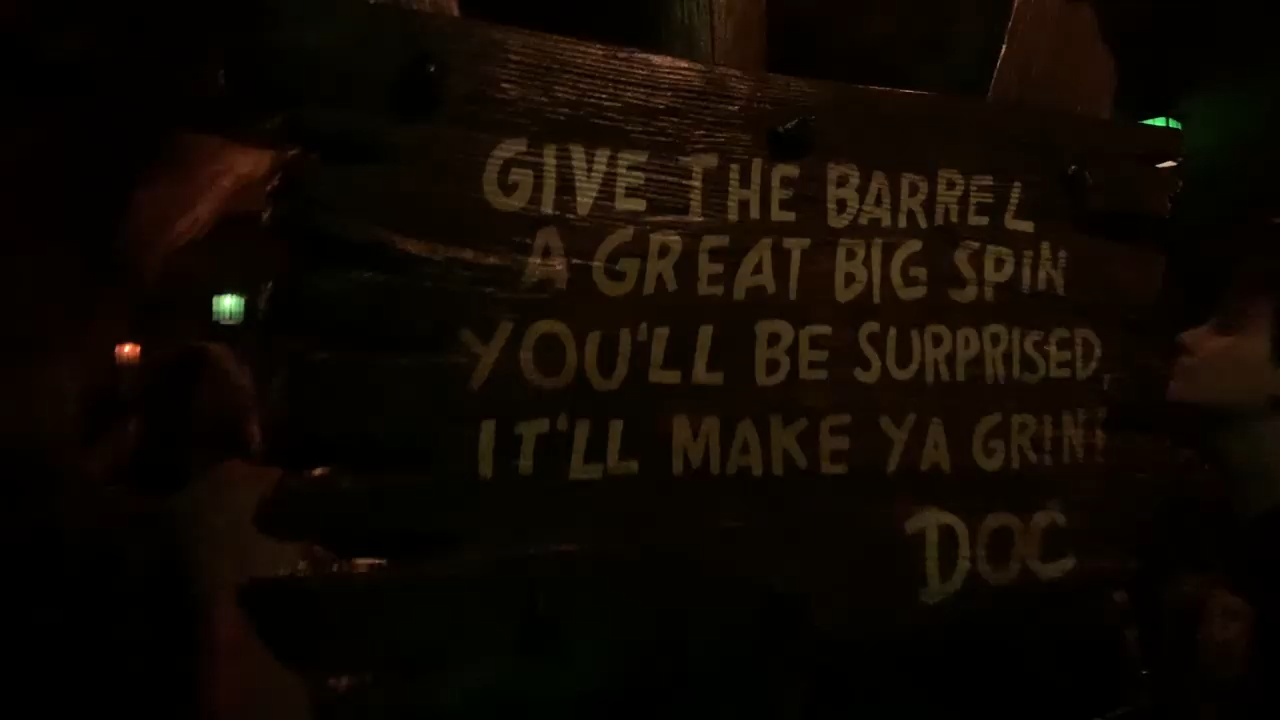 GIVE THE BARREL
A GREAT BIG SPIN
YOU'LL BE SURPRISED,
IT'LL MAKE YA GRIN!
DOC